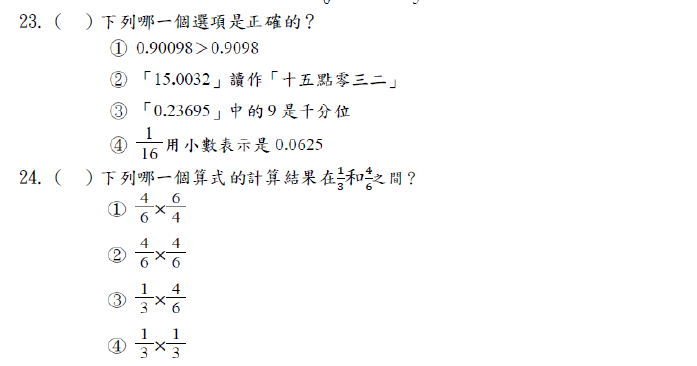 23. (　) 下列哪一個選項是正確的？
① 0.90098＞0.9098
② 「15.0032」讀作「十五點零三二」
③ 「0.23695」中的 9 是千分位
④ 1/16 用小數表示是 0.0625
24. (　) 下列哪一個算式的計算結果在 1/3 和 4/6 之間？
① 4/6 × 6/4
② 4/6 × 4/6
③ 1/3 × 4/6
④ 1/3 × 1/3